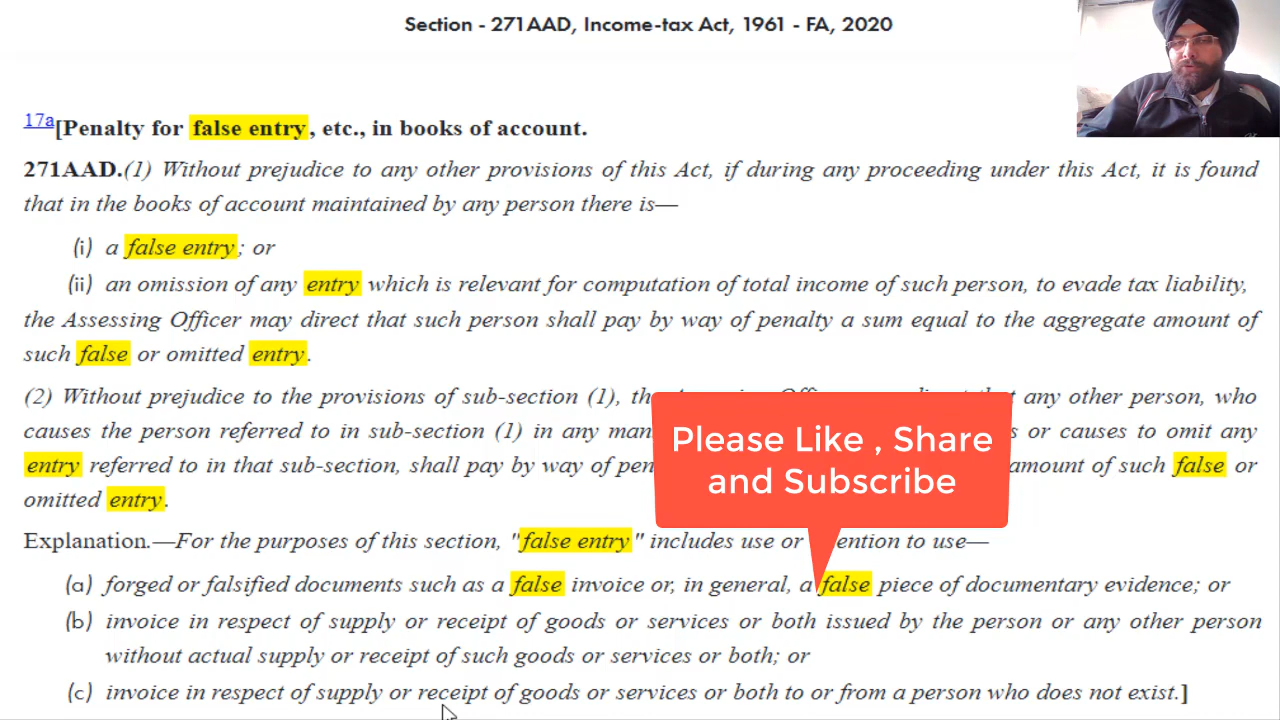 Section - 271AAD, Income-tax Act, 1961 - FA, 2020
17a[Penalty for false entry, etc., in books of account.
271AAD.(1) Without prejudice to any other provisions of this Act, if during any proceeding under this Act, it is found
that in the books of account maintained by any person there is—
(i) a false entry; or
(ii) an omission of any entry which is relevant for computation of total income of such person, to evade tax liability,
the Assessing Officer may direct that such person shall pay by way of penalty a sum equal to the aggregate amount of
such false or omitted entry.
(2) Without prejudice to the provisions of sub-section (1), the any other person, who
causes the person referred to in sub-section (1) in any or causes to omit any
entry referred to in that sub-section, shall pay by way of amount of such false or
omitted entry.
Please Like , Share
and Subscribe
Explanation.—For the purposes of this section, "false entry" includes use or to use—
(a) forged or falsified documents such as a false invoice or, in general, a false piece of documentary evidence; or
(b) invoice in respect of supply or receipt of goods or services or both issued by the person or any other person
without actual supply or receipt of such goods or services or both; or
(c) invoice in respect of supply or receipt of goods or services or both to or from a person who does not exist.]